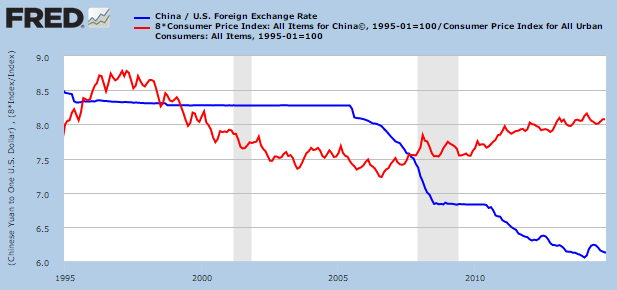 FRED
China / U.S. Foreign Exchange Rate
8*Consumer Price Index: All Items for China©, 1995-01=100/Consumer Price Index for All Urban
Consumers: All Items, 1995-01=100
(Chinese Yuan to One U.S. Dollar) , (8*Index/Index)
9.0
8.5
8.0
7.5
7.0
6.5
6.0
1995
2000
2005
2010